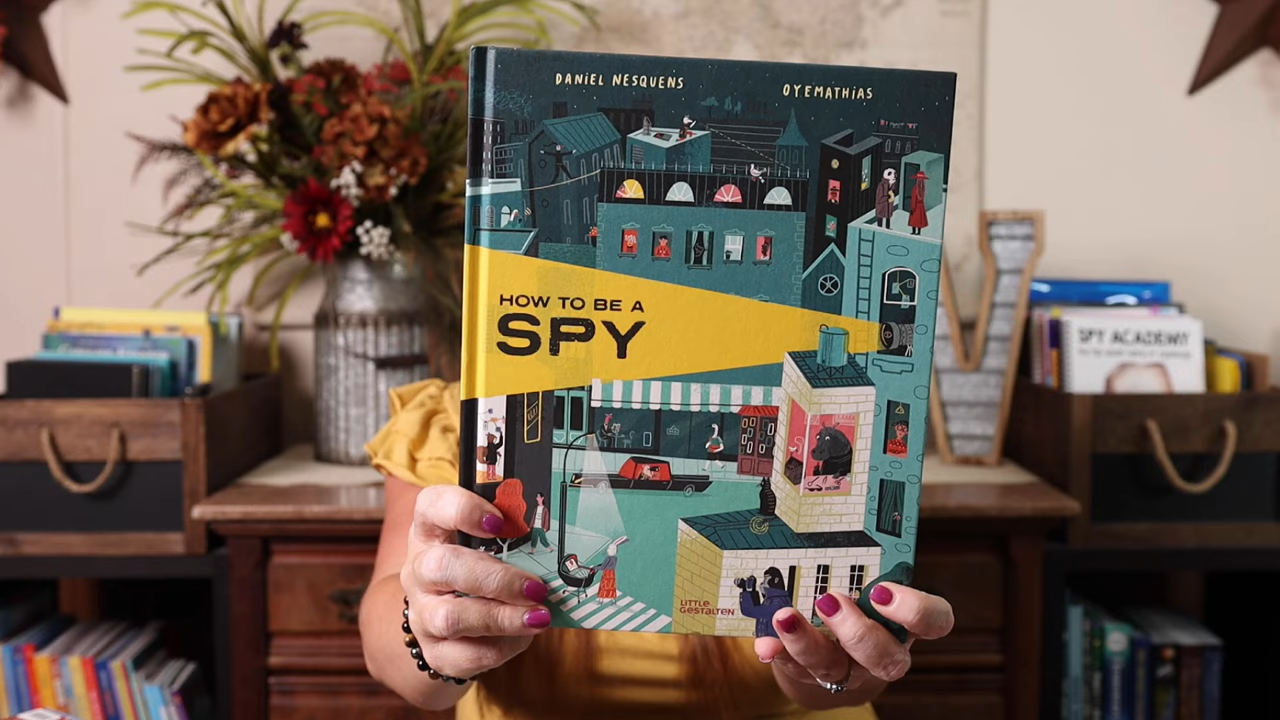 DANIEL NESQUENS
OYEMATHIAS
HOW TO BE A
SPY
LITTLE
GESTALTEN
SPY ACADEMY